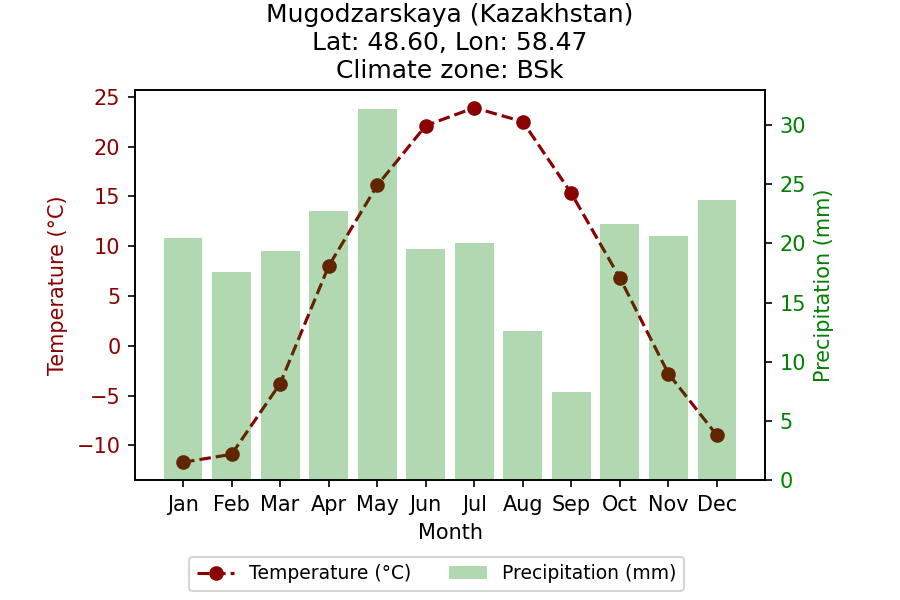 Mugodzarskaya (Kazakhstan)
Lat: 48.60, Lon: 58.47
Climate zone: BSk
25
20
15
10
5
0
−5
−10
Temperature (°C)
30
25
20
15
10
5
0
Precipitation (mm)
Jan Feb Mar Apr May Jun Jul Aug Sep Oct Nov Dec
Month
Temperature (°C) Precipitation (mm)